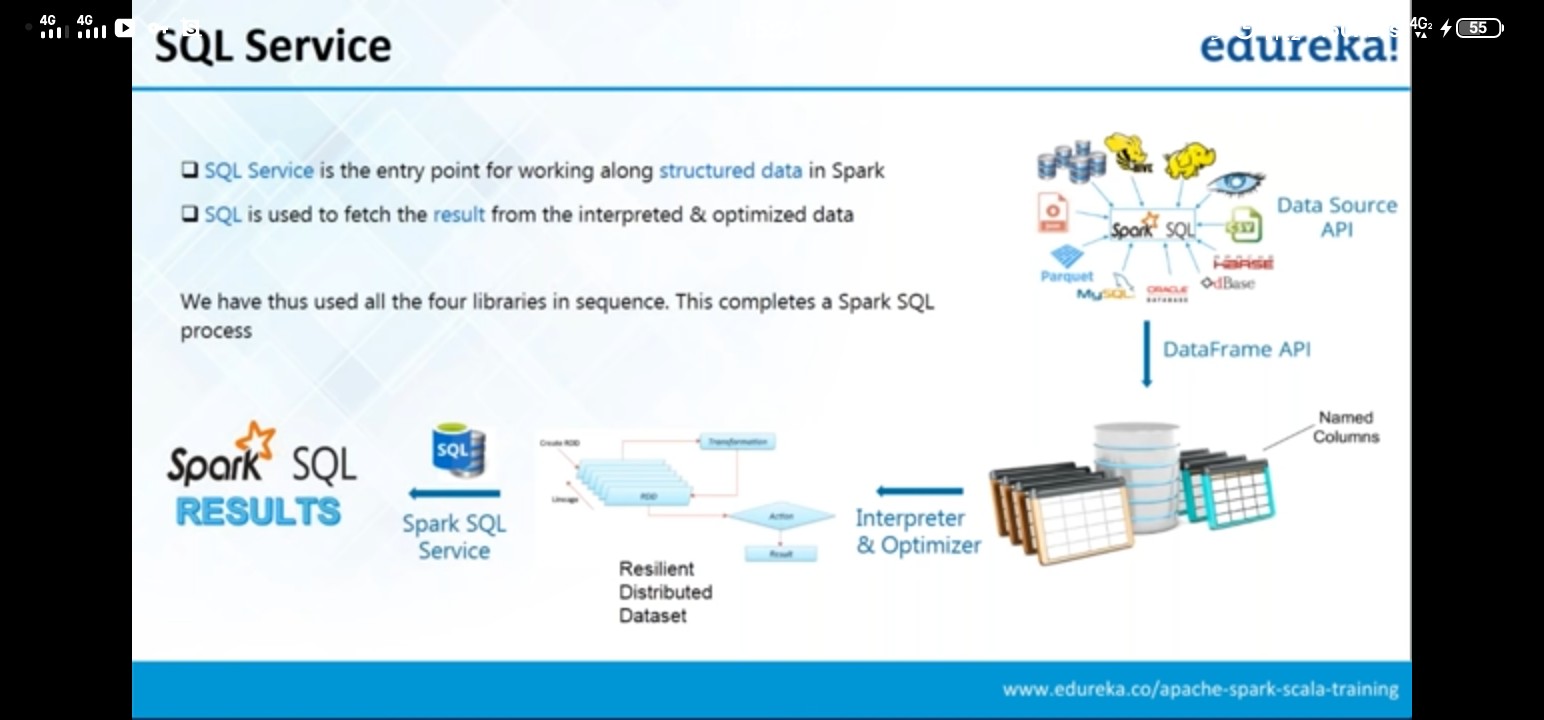 4G 4G
4G₂ 55
SQL Service
edureka!
❑ SQL Service is the entry point for working along structured data in Spark
❑ SQL is used to fetch the result from the interpreted & optimized data
We have thus used all the four libraries in sequence. This completes a Spark SQL
process
HIVE
Spark SQL
CSV
Data Source
API
Parquet
MySQL
ORACLE
DATABASE
HBASE
dBase
DataFrame API
Named
Columns
Spark SQL
RESULTS
SQL
Spark SQL
Service
Create RDD
Transformation
Lineage
RDD
Action
Result
Resilient
Distributed
Dataset
Interpreter
& Optimizer
www.edureka.co/apache-spark-scala-training